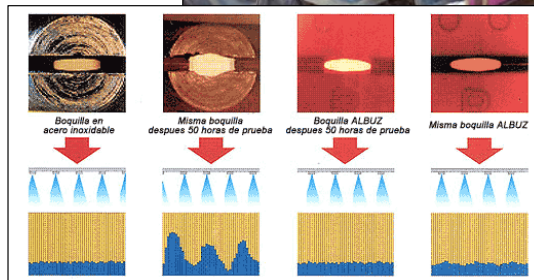 Boquilla en
acero inoxidable
Misma boquilla
despues 50 horas de prueba
Boquilla ALBUZ
despues 50 horas de prueba
Misma boquilla ALBUZ